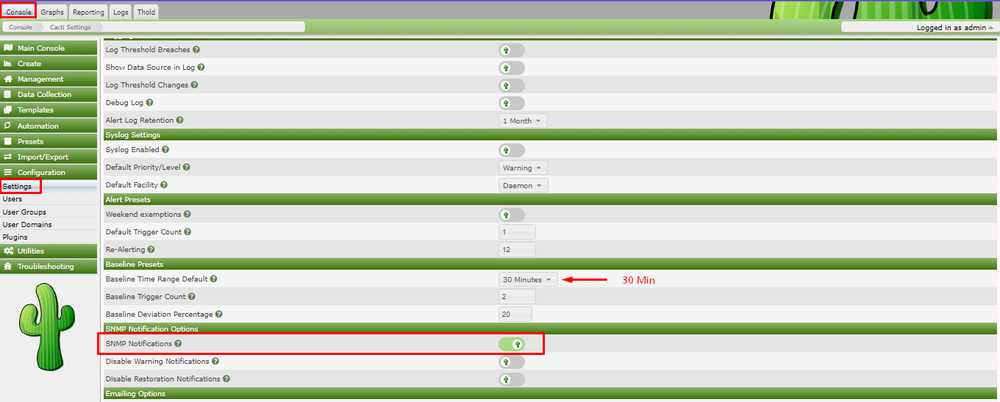 Console Graphs Reporting Logs Thold
Console Cacti Settings Logged in as admin
Main Console
Create
Management
Data Collection
Templates
Automation
Presets
Import/Export
Configuration
Settings
Users
User Groups
User Domains
Plugins
Utilities
Troubleshooting
Log Threshold Breaches
Show Data Source in Log
Log Threshold Changes
Debug Log
Alert Log Retention 1 Month
Syslog Settings
Syslog Enabled
Default Priority/Level Warning
Default Facility Daemon
Alert Presets
Weekend exemptions
Default Trigger Count 1
Re-Alerting 12
Baseline Presets
Baseline Time Range Default 30 Minutes 30 Min
Baseline Trigger Count 2
Baseline Deviation Percentage 20
SNMP Notification Options
SNMP Notifications
Disable Warning Notifications
Disable Restoration Notifications
Emailing Options